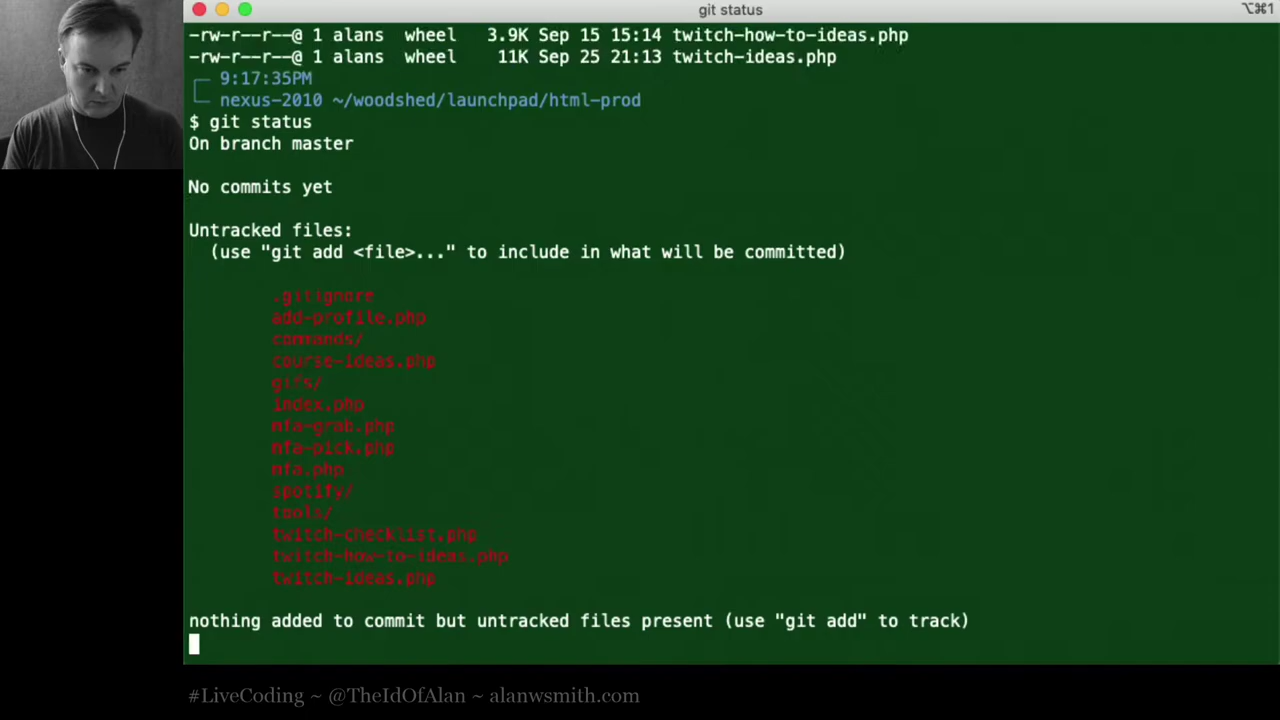 git status
⌥⌘1
-rw-r--r--@ 1 alans  wheel   3.9K Sep 15 15:14 twitch-how-to-ideas.php
-rw-r--r--@ 1 alans  wheel    11K Sep 25 21:13 twitch-ideas.php
9:17:35PM
nexus-2010 ~/woodshed/launchpad/html-prod
$ git status
On branch master
No commits yet
Untracked files:
(use "git add <file>..." to include in what will be committed)
.gitignore
add-profile.php
commands/
course-ideas.php
gifs/
index.php
mfa-grab.php
mfa-pick.php
mfa.php
spotify/
tools/
twitch-checklist.php
twitch-how-to-ideas.php
twitch-ideas.php
nothing added to commit but untracked files present (use "git add" to track)
#LiveCoding ~ @TheIdOfAlan ~ alanwsmith.com